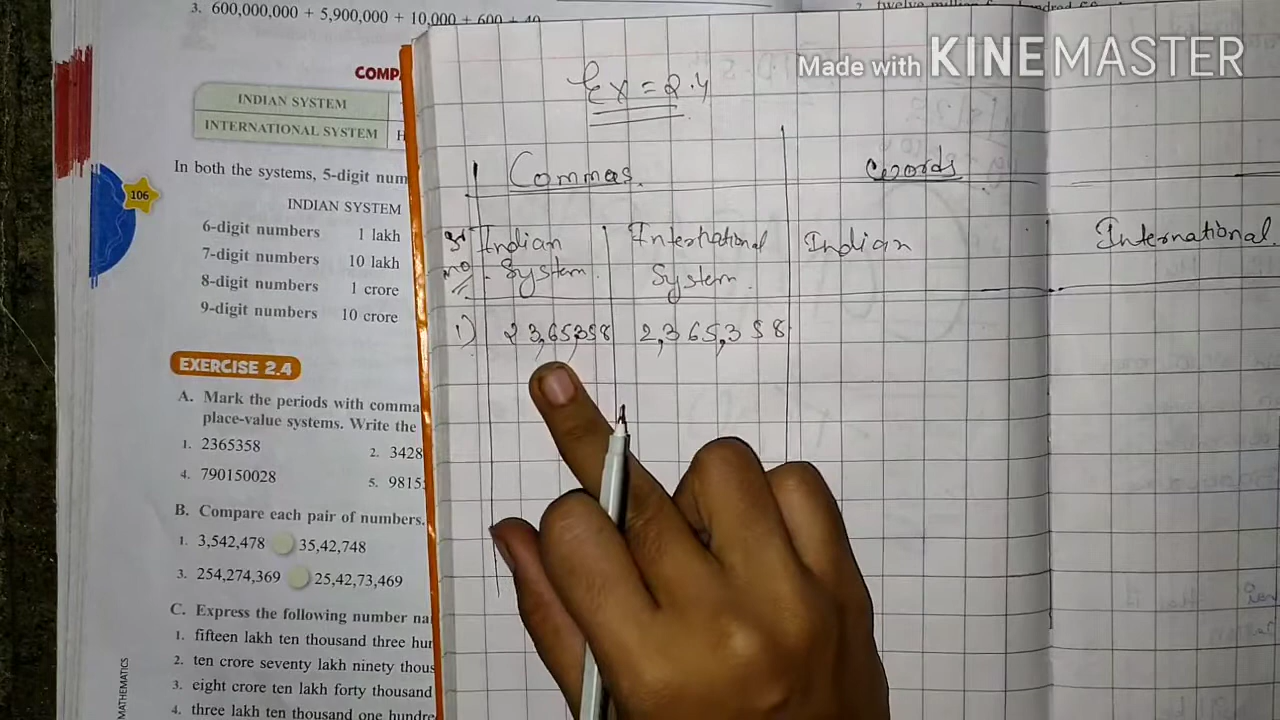 3. 600,000,000 + 5,900,000 + 10,000 + 600 + 40
Made with KINEMASTER
COMPA
INDIAN SYSTEM
INTERNATIONAL SYSTEM
In both the systems, 5-digit num
106
INDIAN SYSTEM
6-digit numbers 1 lakh
7-digit numbers 10 lakh
8-digit numbers 1 crore
9-digit numbers 10 crore
EXERCISE 2.4
A. Mark the periods with comma
place-value systems. Write the
1. 2365358 2. 3428
4. 790150028 5. 9815
B. Compare each pair of numbers.
1. 3,542,478 35,42,748
3. 254,274,369 25,42,73,469
C. Express the following number na
1. fifteen lakh ten thousand three hun
2. ten crore seventy lakh ninety thous
3. eight crore ten lakh forty thousand
4. three lakh ten thousand one hundre
MATHEMATICS
Ex = 2.4
Commas. Words
Sr Indian International Indian International.
no. System. System.
1) 23,65,358 2,365,358